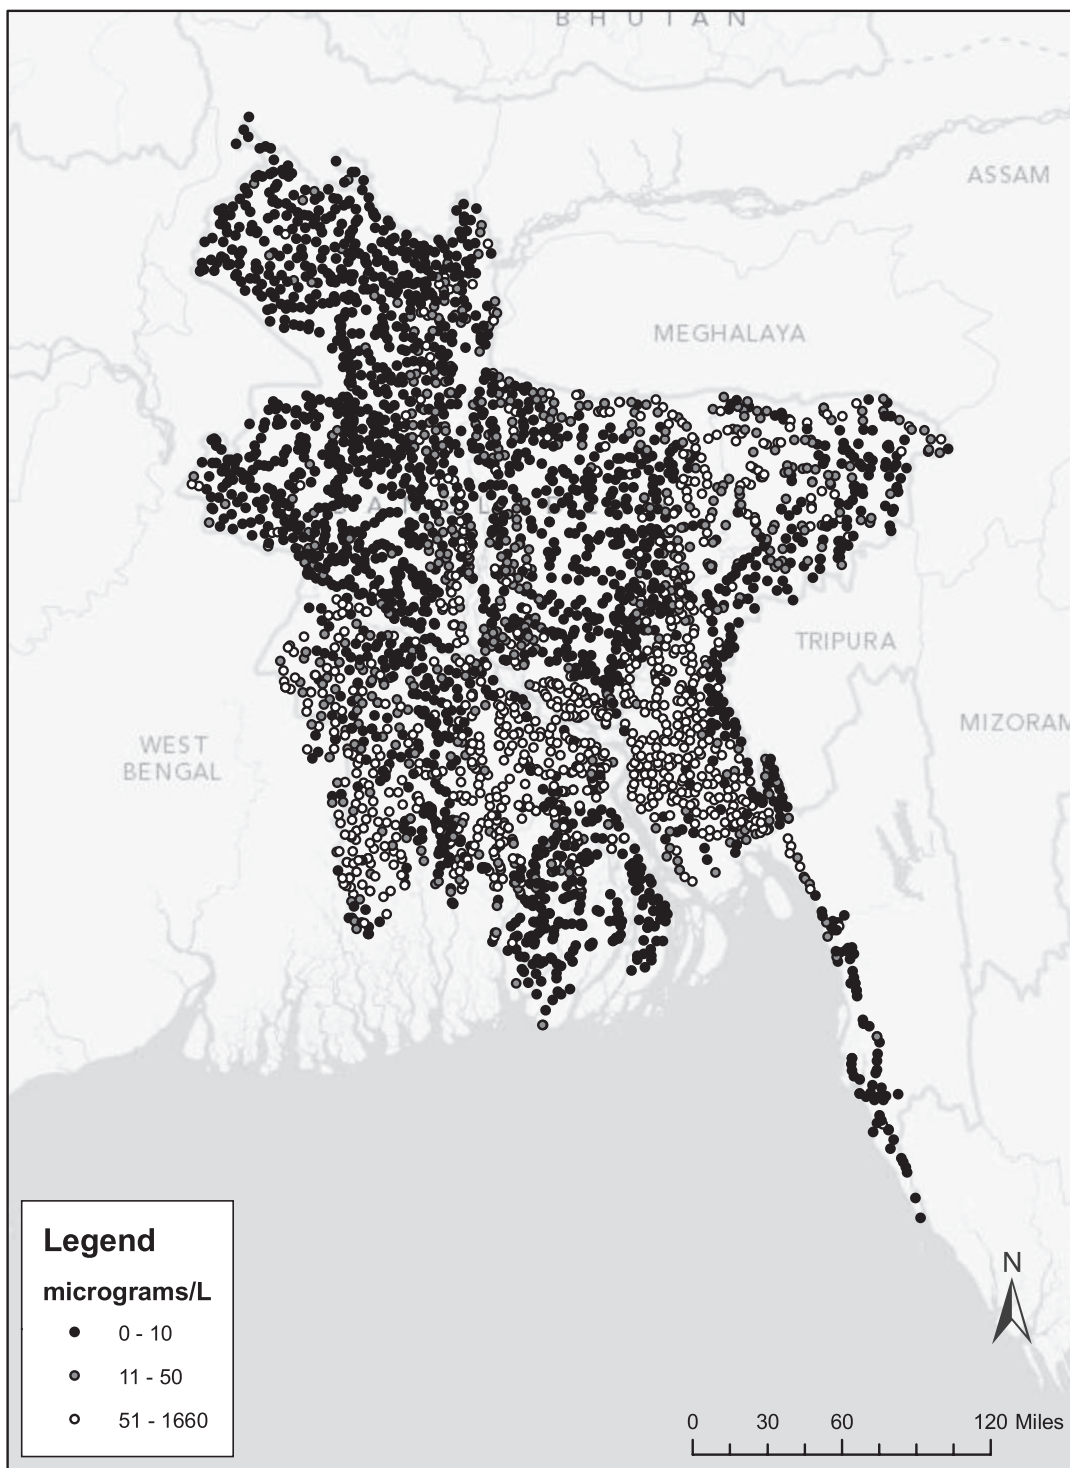 BHUTAN
ASSAM
MEGHALAYA
TRIPURA
MIZORAM
WEST
BENGAL
Legend
micrograms/L
0 - 10
11 - 50
51 - 1660
N
0 30 60 120 Miles